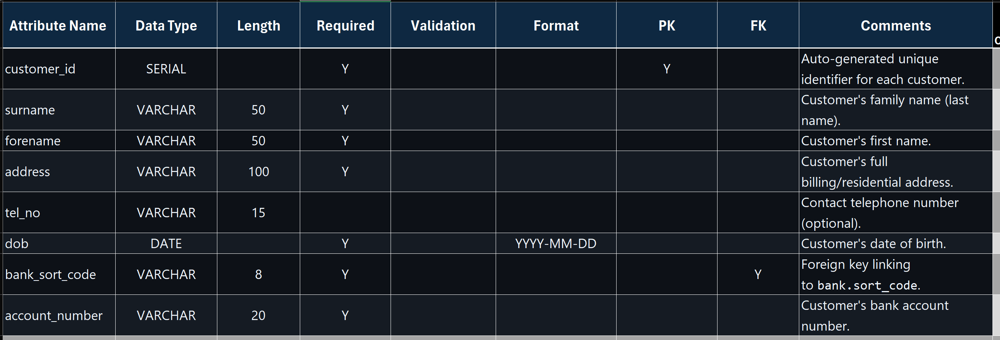 Attribute Name Data Type Length Required Validation Format PK FK Comments
customer_id SERIAL Y Y Auto-generated unique
identifier for each customer.
surname VARCHAR 50 Y Customer's family name (last
name).
forename VARCHAR 50 Y Customer's first name.
address VARCHAR 100 Y Customer's full
billing/residential address.
tel_no VARCHAR 15 Contact telephone number
(optional).
dob DATE Y YYYY-MM-DD Customer's date of birth.
bank_sort_code VARCHAR 8 Y Y Foreign key linking
to bank.sort_code.
account_number VARCHAR 20 Y Customer's bank account
number.